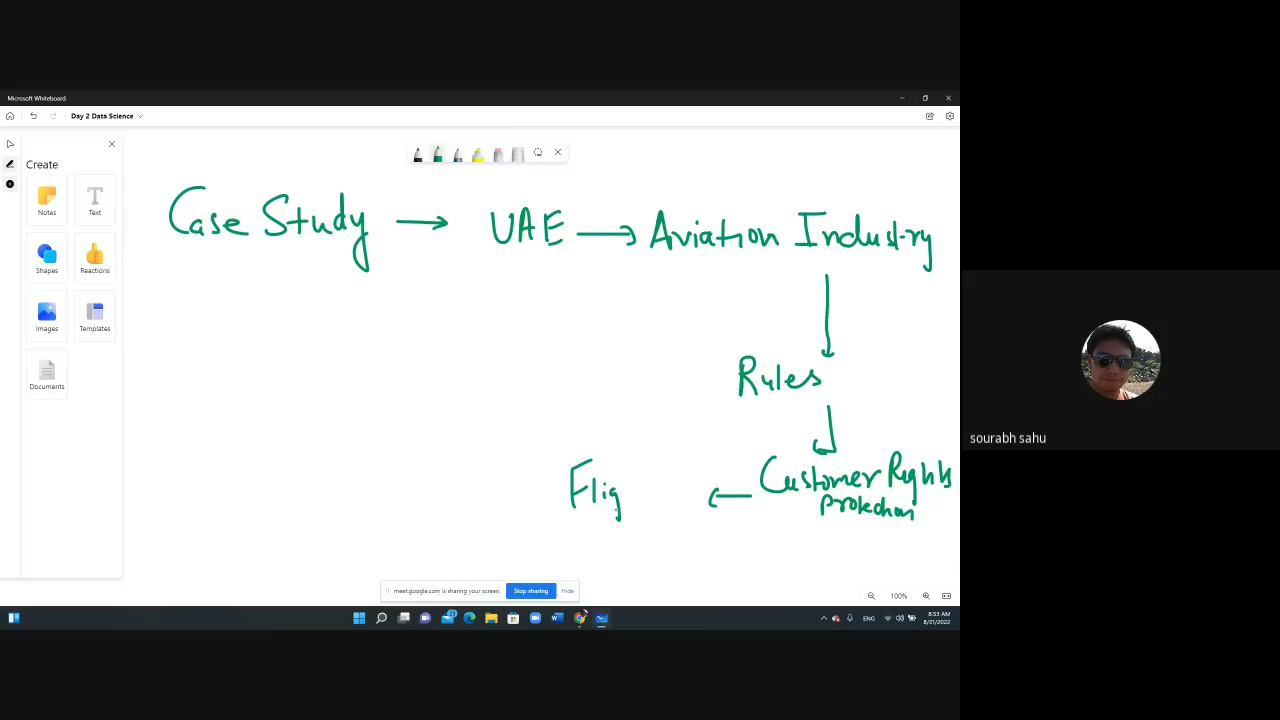 Microsoft Whiteboard
Day 2 Data Science
Create
Notes
Text
Shapes
Reactions
Images
Templates
Documents
Case Study → UAE → Aviation Industry
Rules
Flig ← Customer Rights
protection
sourabh sahu
meet.google.com is sharing your screen.
Stop sharing
Hide
100%
ENG
8:53 AM
8/21/2022